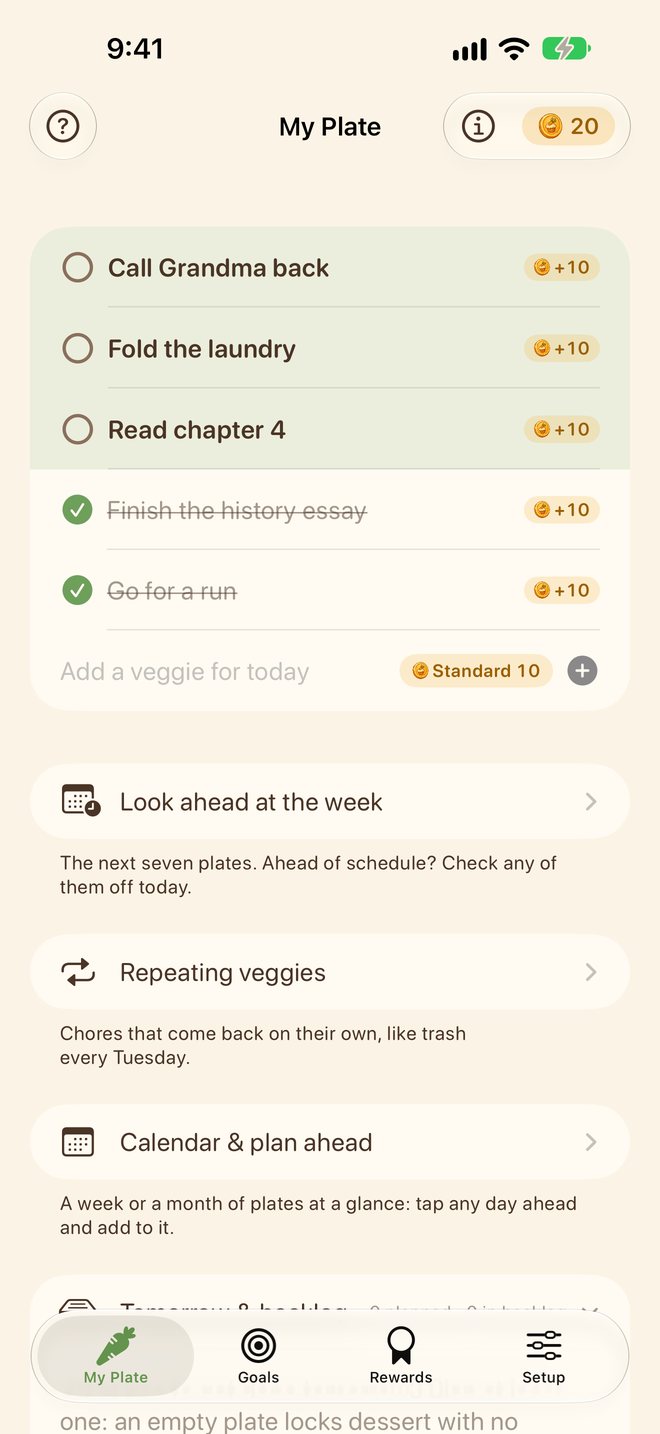 9:41
My Plate
20
Call Grandma back
+10
Fold the laundry
+10
Read chapter 4
+10
Finish the history essay
+10
Go for a run
+10
Add a veggie for today
Standard 10
Look ahead at the week
The next seven plates. Ahead of schedule? Check any of
them off today.
Repeating veggies
Chores that come back on their own, like trash
every Tuesday.
Calendar & plan ahead
A week or a month of plates at a glance: tap any day ahead
and add to it.
Tomorrow & backlog
My Plate
Goals
Rewards
Setup
one: an empty plate locks dessert with no